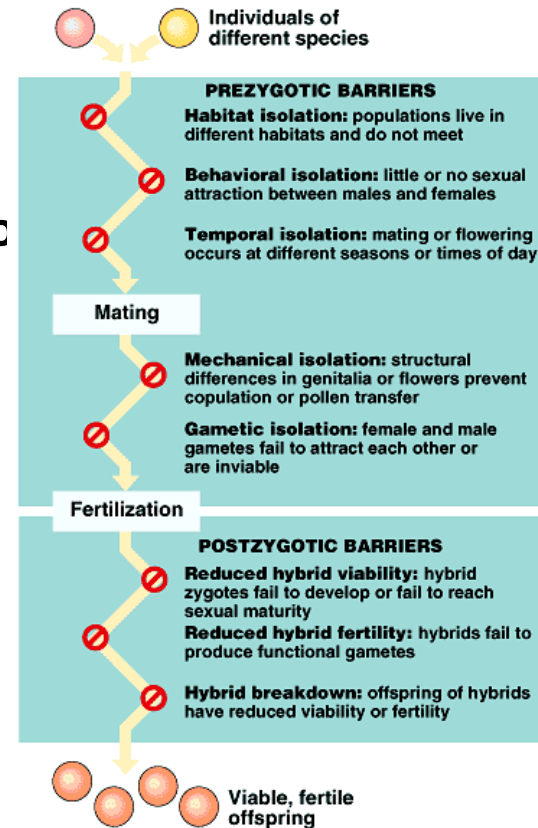 Individuals of
different species
PREZYGOTIC BARRIERS
Habitat isolation: populations live in
different habitats and do not meet
Behavioral isolation: little or no sexual
attraction between males and females
Temporal isolation: mating or flowering
occurs at different seasons or times of day
Mating
Mechanical isolation: structural
differences in genitalia or flowers prevent
copulation or pollen transfer
Gametic isolation: female and male
gametes fail to attract each other or
are inviable
Fertilization
POSTZYGOTIC BARRIERS
Reduced hybrid viability: hybrid
zygotes fail to develop or fail to reach
sexual maturity
Reduced hybrid fertility: hybrids fail to
produce functional gametes
Hybrid breakdown: offspring of hybrids
have reduced viability or fertility
Viable, fertile
offspring